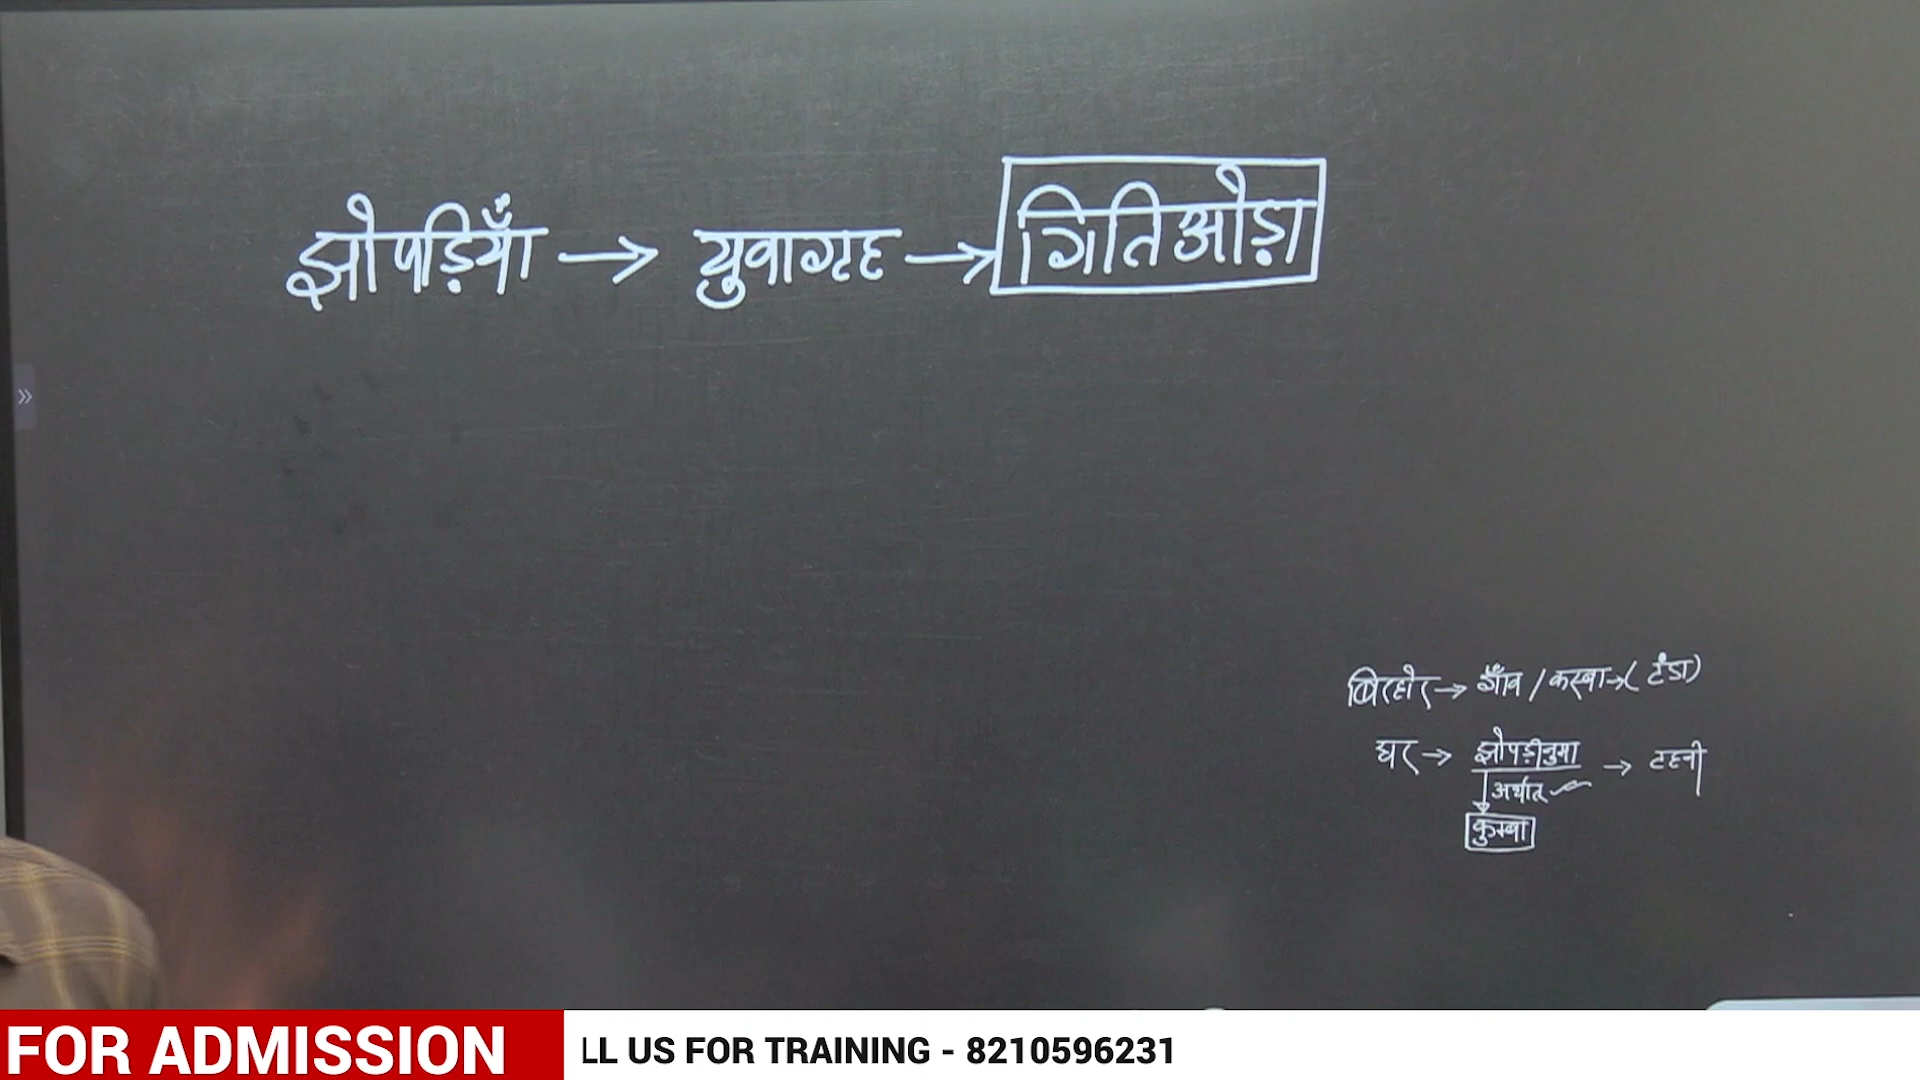 झोपड़ियाँ → युवागृह → गितिओड़ा
बिरहोर → गाँव / कस्बा → (टंडा)
घर → झोपड़ीनुमा → टहनी
अर्थात
कुम्बा
FOR ADMISSION
LL US FOR TRAINING - 8210596231